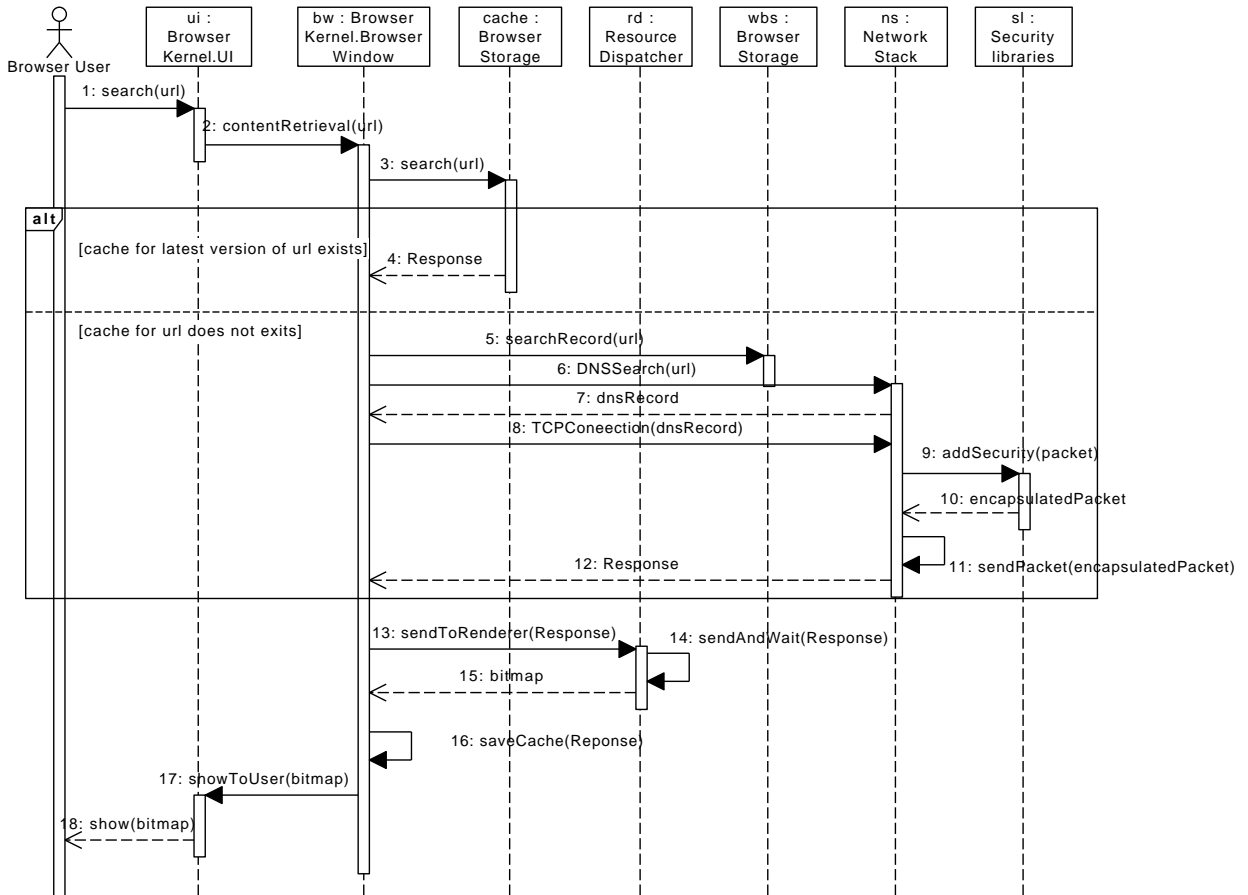 ui :
Browser
Kernel.UI
bw : Browser
Kernel.Browser
Window
cache :
Browser
Storage
rd :
Resource
Dispatcher
wbs :
Browser
Storage
ns :
Network
Stack
sl :
Security
libraries
Browser User
1: search(url)
2: contentRetrieval(url)
3: search(url)
alt
[cache for latest version of url exists]
4: Response
[cache for url does not exits]
5: searchRecord(url)
6: DNSSearch(url)
7: dnsRecord
8: TCPConeection(dnsRecord)
9: addSecurity(packet)
10: encapsulatedPacket
12: Response
11: sendPacket(encapsulatedPacket)
13: sendToRenderer(Response)
14: sendAndWait(Response)
15: bitmap
16: saveCache(Reponse)
17: showToUser(bitmap)
18: show(bitmap)